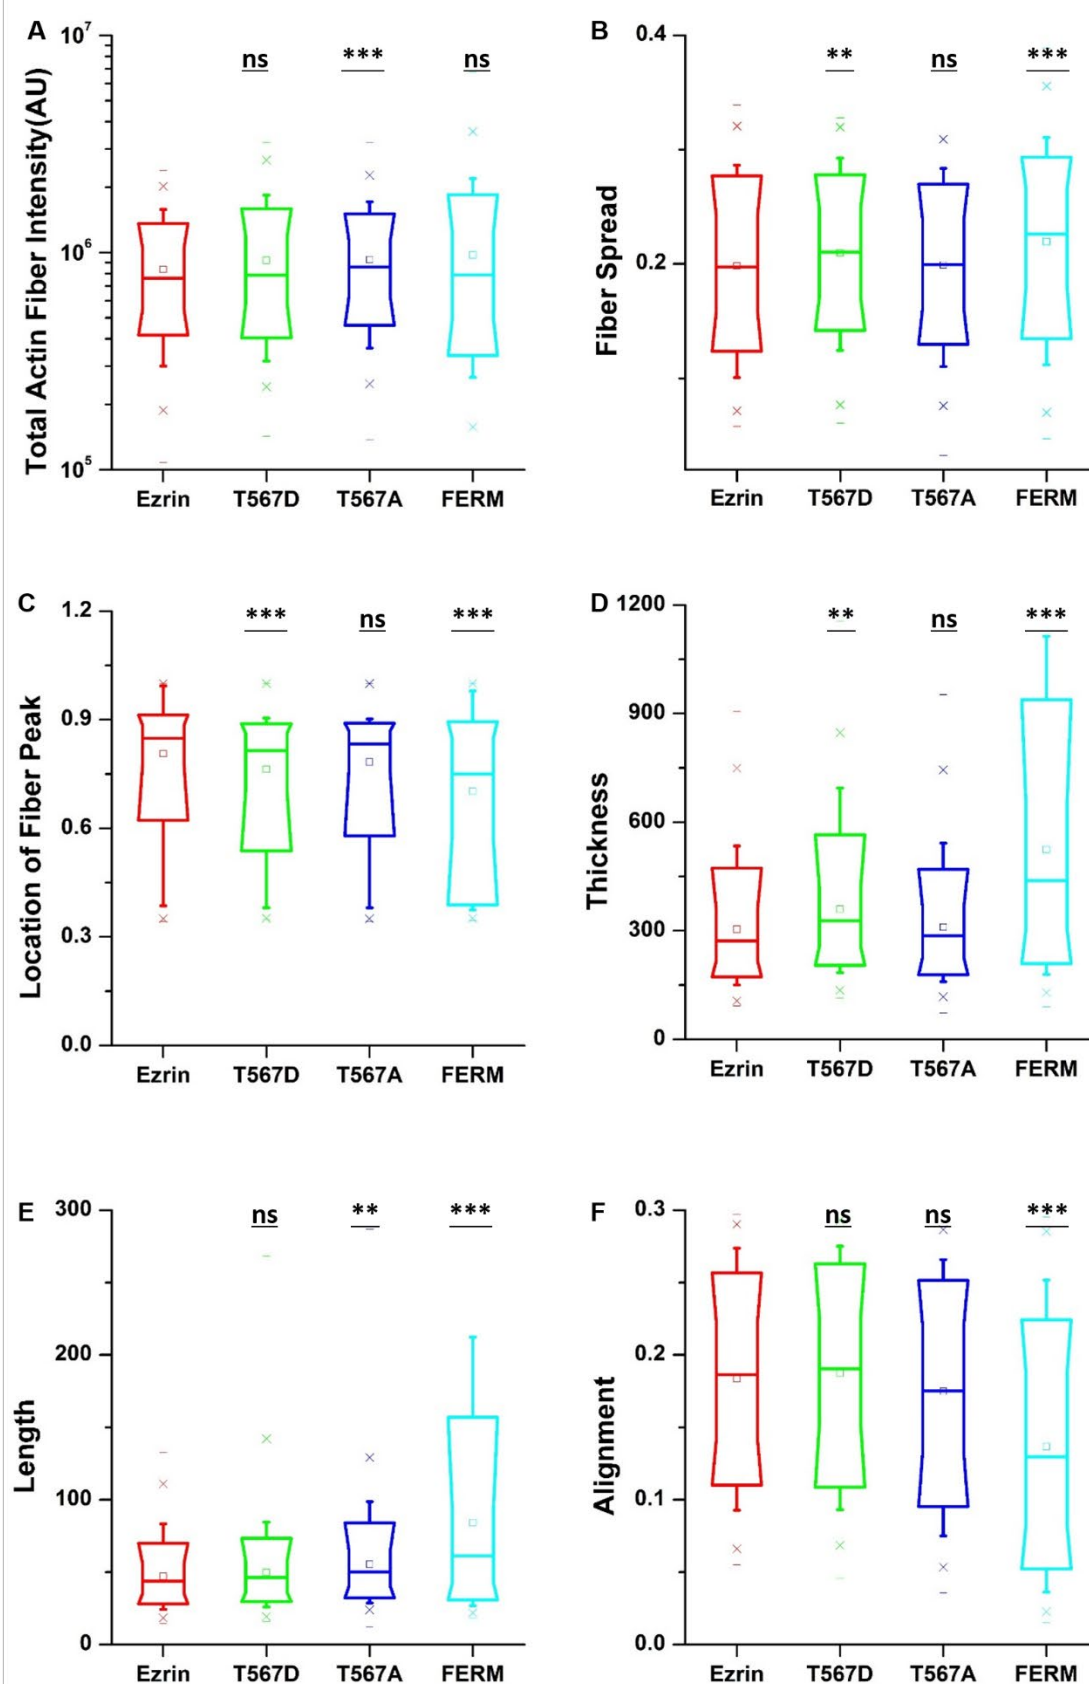 A
Total Actin Fiber Intensity(AU)
10^7
10^6
10^5
ns
***
ns
Ezrin T567D T567A FERM
B
Fiber Spread
0.4
0.2
**
ns
***
Ezrin T567D T567A FERM
C
Location of Fiber Peak
1.2
0.9
0.6
0.3
0.0
***
ns
***
Ezrin T567D T567A FERM
D
Thickness
1200
900
600
300
0
**
ns
***
Ezrin T567D T567A FERM
E
Length
300
200
100
0
ns
**
***
Ezrin T567D T567A FERM
F
Alignment
0.3
0.2
0.1
0.0
ns
ns
***
Ezrin T567D T567A FERM